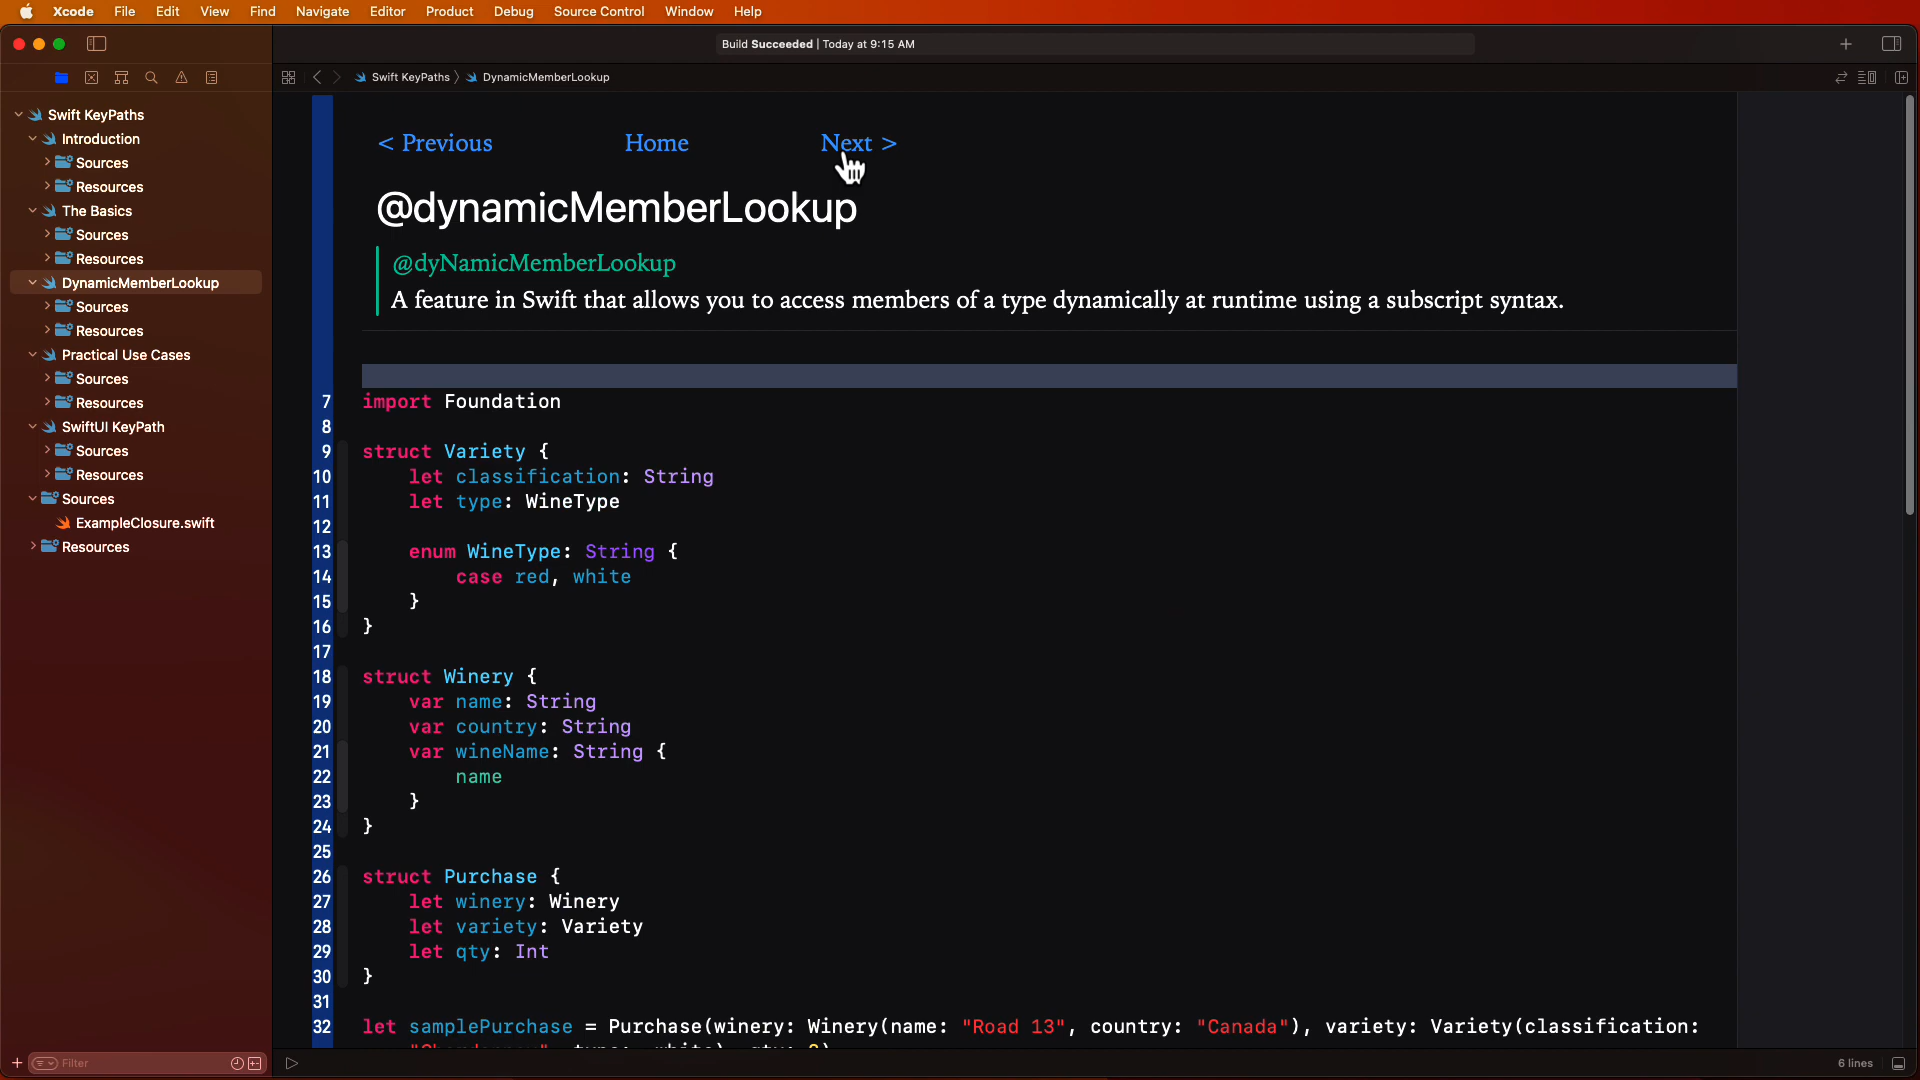 Xcode File Edit View Find Navigate Editor Product Debug Source Control Window Help
Build Succeeded | Today at 9:15 AM
Swift KeyPaths DynamicMemberLookup
Swift KeyPaths
Introduction
Sources
Resources
The Basics
Sources
Resources
DynamicMemberLookup
Sources
Resources
Practical Use Cases
Sources
Resources
SwiftUI KeyPath
Sources
Resources
Sources
ExampleClosure.swift
Resources
Filter
< Previous Home Next >
@dynamicMemberLookup
@dyNamicMemberLookup
A feature in Swift that allows you to access members of a type dynamically at runtime using a subscript syntax.
7 import Foundation
8
9 struct Variety {
10 let classification: String
11 let type: WineType
12
13 enum WineType: String {
14 case red, white
15 }
16 }
17
18 struct Winery {
19 var name: String
20 var country: String
21 var wineName: String {
22 name
23 }
24 }
25
26 struct Purchase {
27 let winery: Winery
28 let variety: Variety
29 let qty: Int
30 }
31
32 let samplePurchase = Purchase(winery: Winery(name: "Road 13", country: "Canada"), variety: Variety(classification:
6 lines